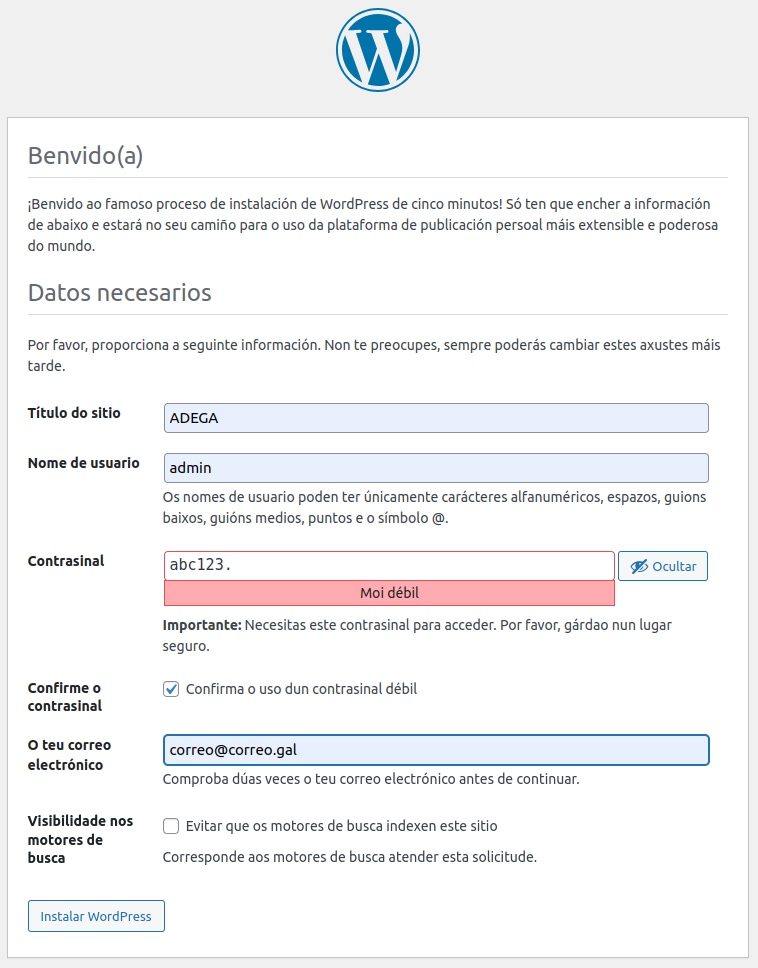 Benvido(a)
¡Benvido ao famoso proceso de instalación de WordPress de cinco minutos! Só ten que encher a información
de abaixo e estará no seu camiño para o uso da plataforma de publicación persoal máis extensible e poderosa
do mundo.
Datos necesarios
Por favor, proporciona a seguinte información. Non te preocupes, sempre poderás cambiar estes axustes máis
tarde.
Título do sitio
ADEGA
Nome de usuario
admin
Os nomes de usuario poden ter únicamente carácteres alfanuméricos, espazos, guions
baixos, guións medios, puntos e o símbolo @.
Contrasinal
abc123.
Ocultar
Moi débil
Importante: Necesitas este contrasinal para acceder. Por favor, gárdao nun lugar
seguro.
Confirme o
contrasinal
Confirma o uso dun contrasinal débil
O teu correo
electrónico
correo@correo.gal
Comproba dúas veces o teu correo electrónico antes de continuar.
Visibilidade nos
motores de
busca
Evitar que os motores de busca indexen este sitio
Corresponde aos motores de busca atender esta solicitude.
Instalar WordPress